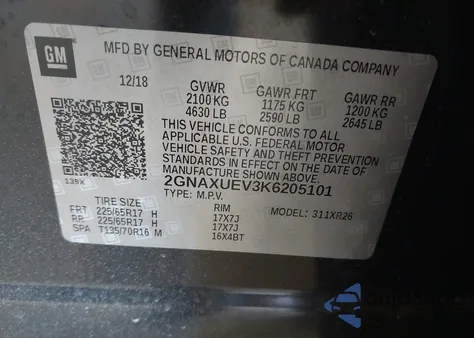 GM
MFD BY GENERAL MOTORS OF CANADA COMPANY
12/18 GVWR GAWR FRT GAWR RR
2100 KG 1175 KG 1200 KG
4630 LB 2590 LB 2645 LB
THIS VEHICLE CONFORMS TO ALL
APPLICABLE U.S. FEDERAL MOTOR
VEHICLE SAFETY, BUMPER, AND THEFT PREVENTION
STANDARDS IN EFFECT ON THE DATE OF
MANUFACTURE SHOWN ABOVE.
139X 2GNAXUEV3K6205101
TYPE: M.P.V.
TIRE SIZE RIM MODEL: 311XR26
FRT 225/65R17 H 17X7J
RR 225/65R17 H 17X7J
SPA T135/70R16 M 16X4BT